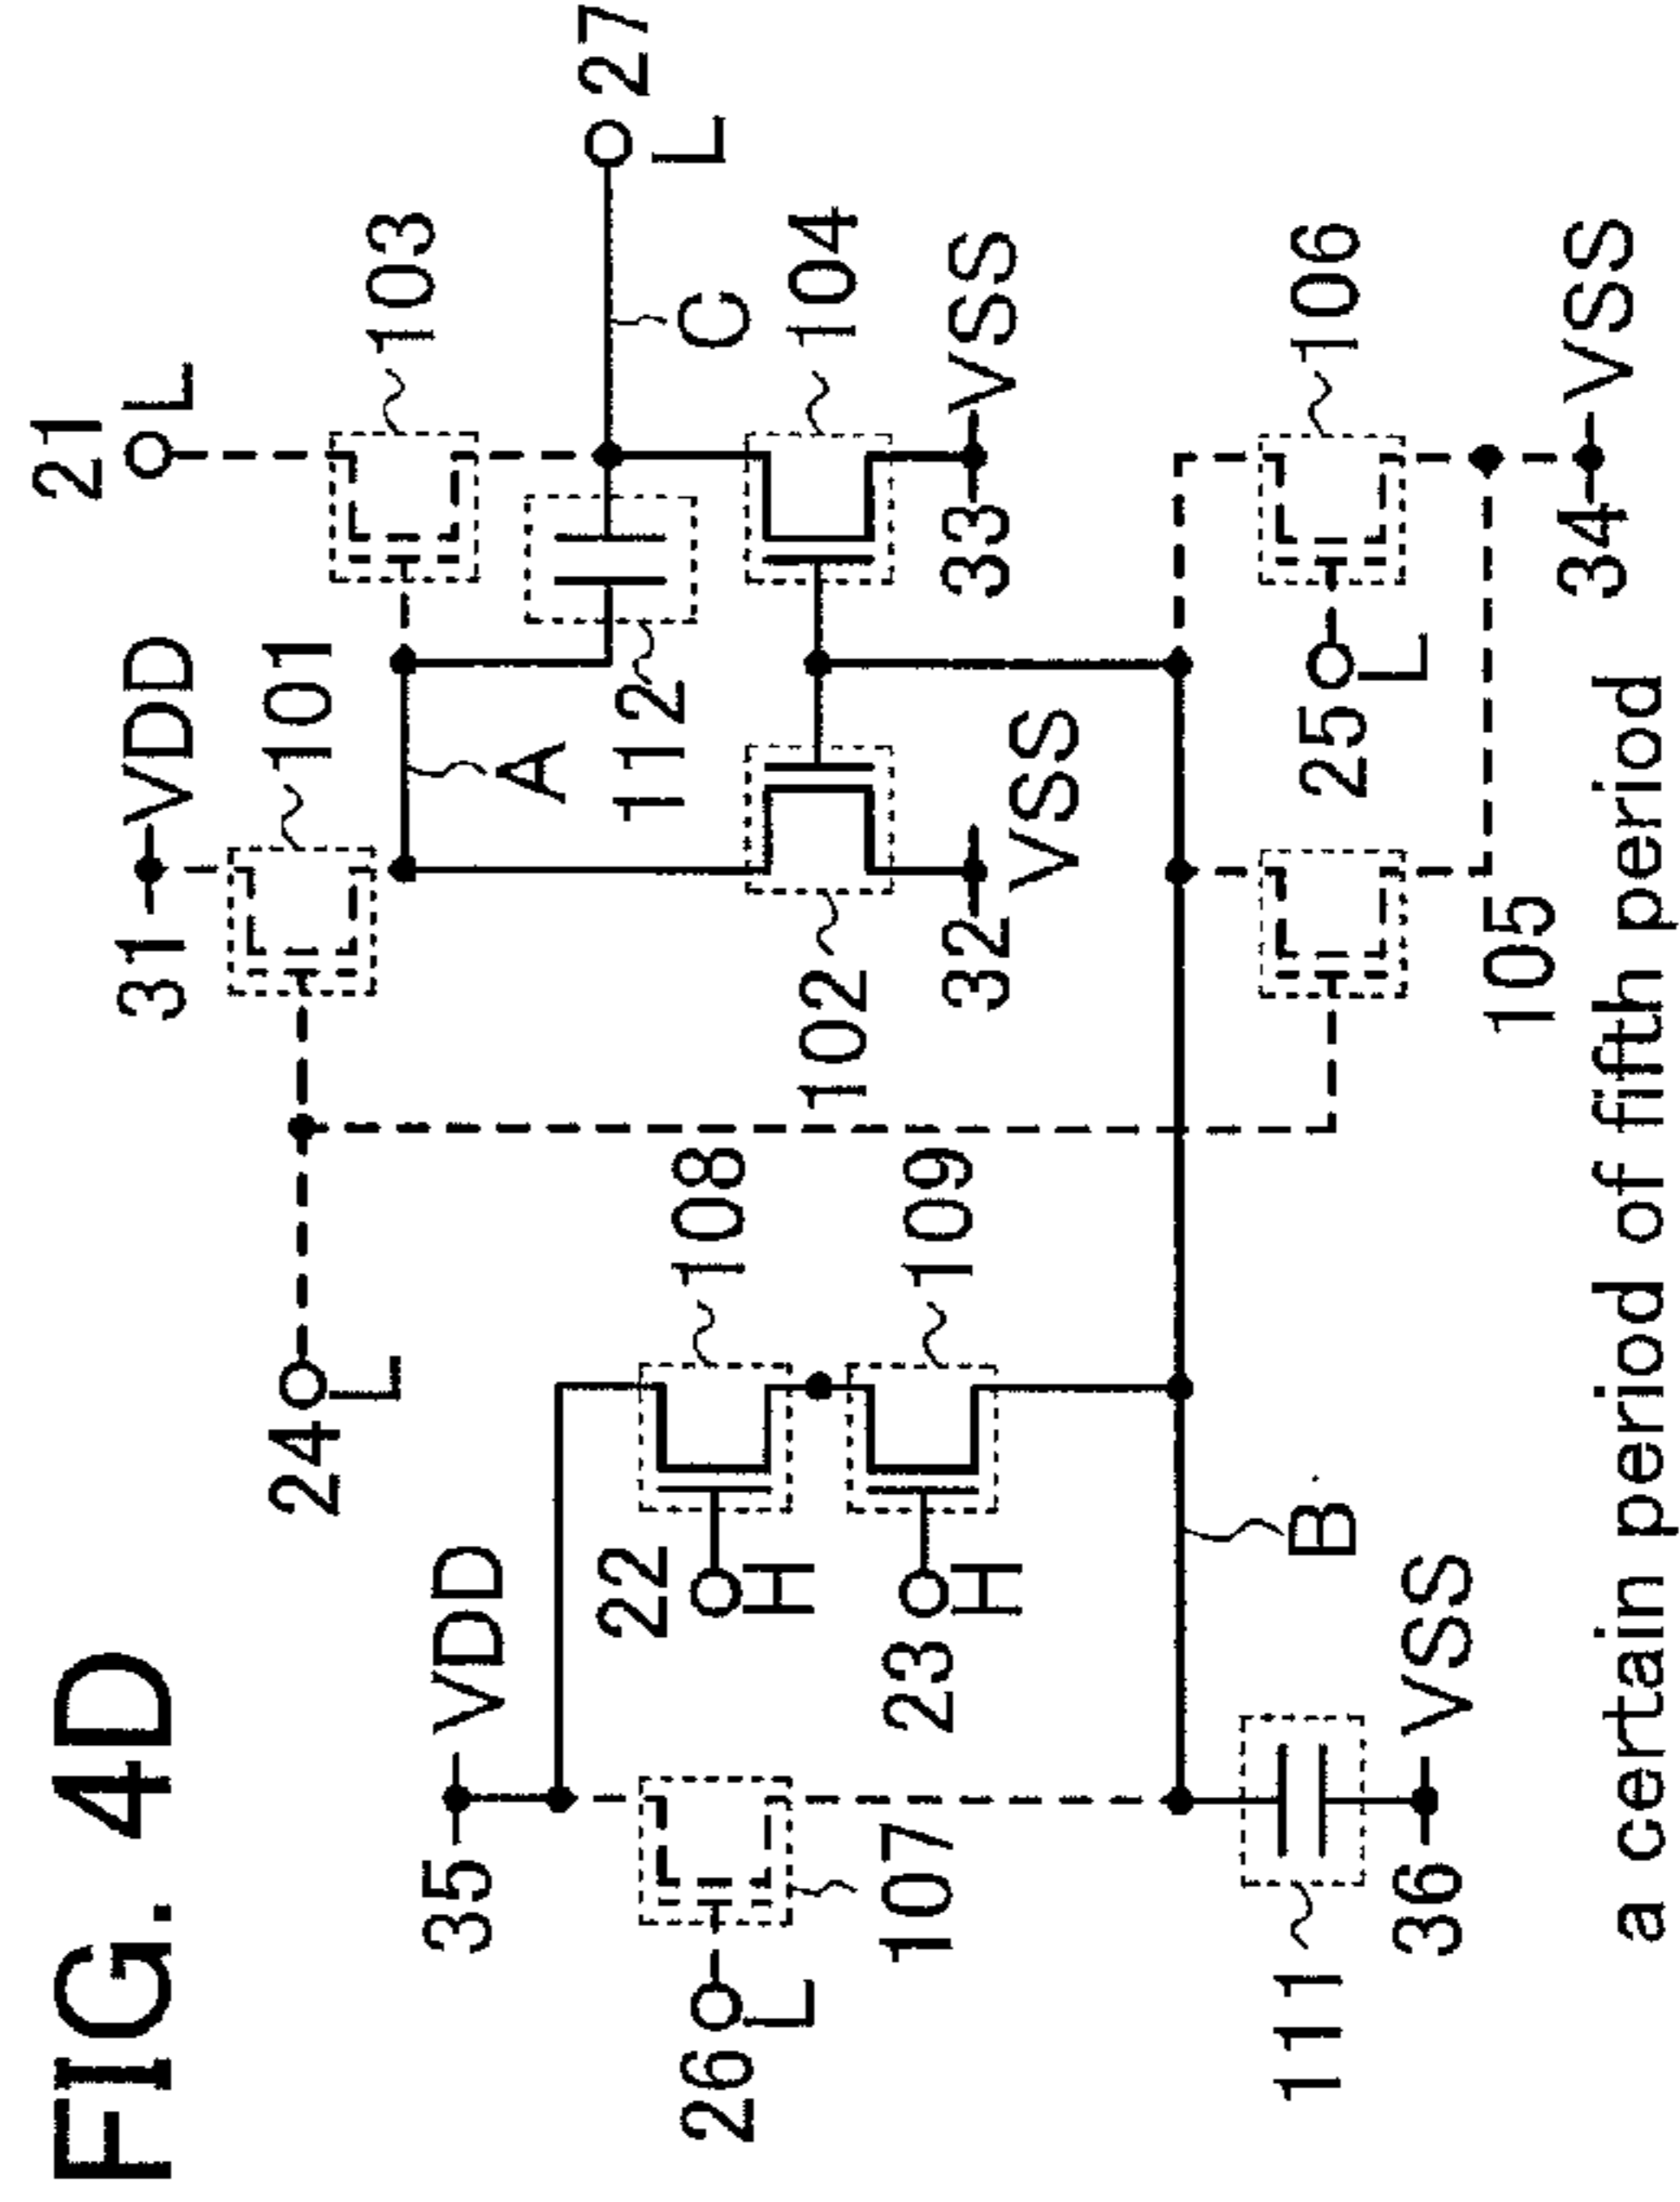 FIG. 4D
21
L
31
VDD
101
103
27
L
24
L
A
C
112
35
VDD
108
22
H
102
104
26
L
107
23
H
109
32
VSS
33
VSS
B
25
L
106
111
36
VSS
105
34
VSS
a certain period of fifth period